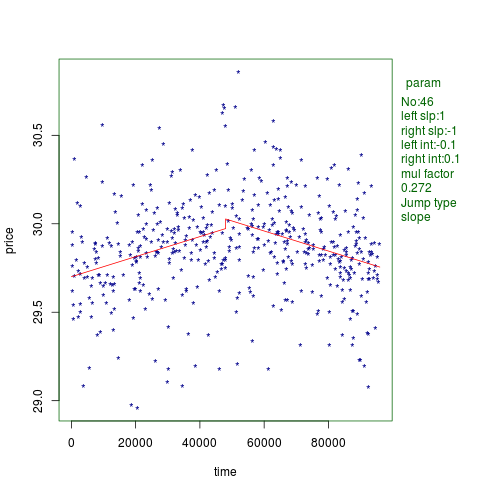 param
No:46
left slp:1
right slp:-1
left int:-0.1
right int:0.1
mul factor
0.272
Jump type
slope
price
30.5
30.0
29.5
29.0
0 20000 40000 60000 80000
time